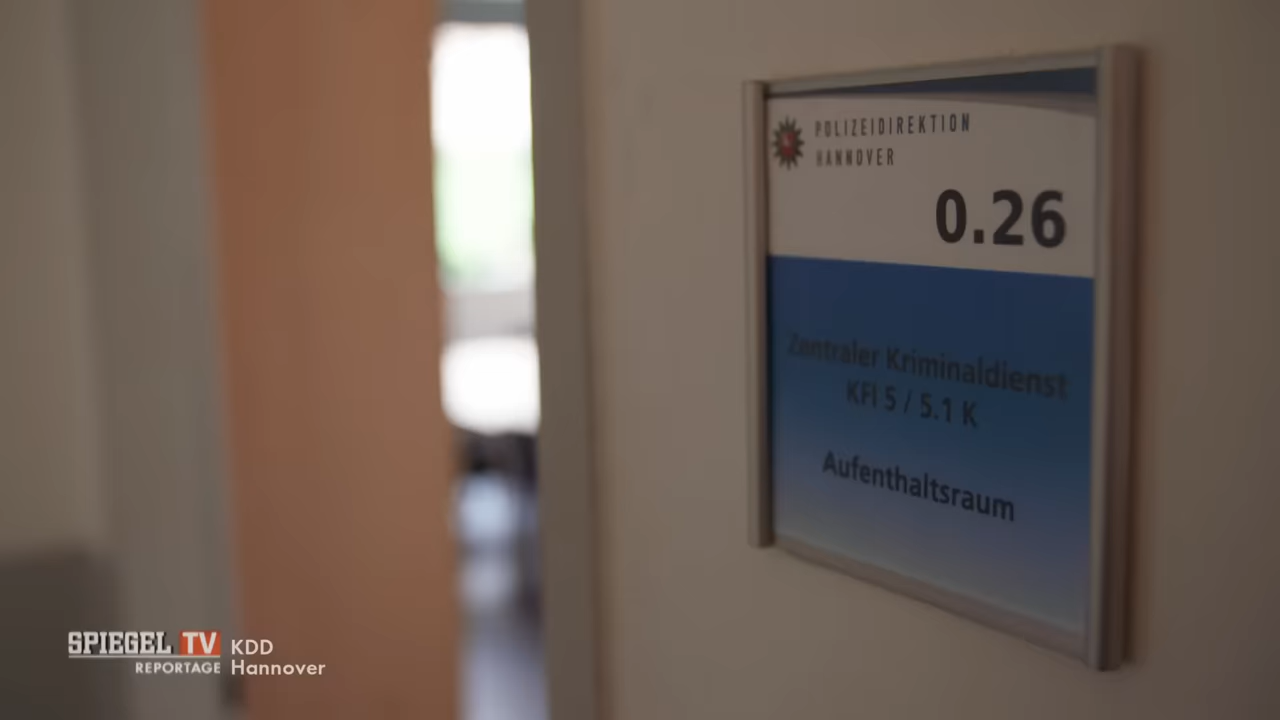 POLIZEIDIREKTION
HANNOVER
0.26
Zentraler Kriminaldienst
KFI 5 / 5.1 K
Aufenthaltsraum
SPIEGEL TV
REPORTAGE
KDD
Hannover